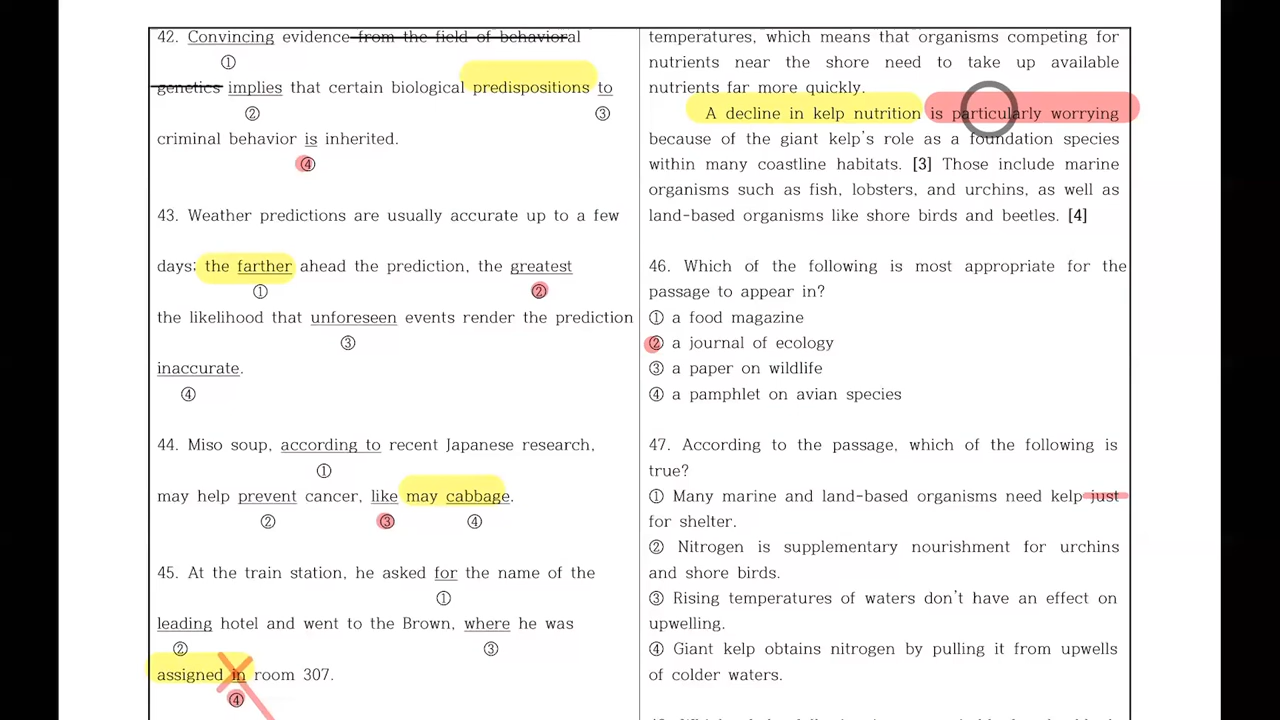 42. Convincing evidence from the field of behavioral
①
genetics implies that certain biological predispositions to
② ③
criminal behavior is inherited.
④
43. Weather predictions are usually accurate up to a few
days; the farther ahead the prediction, the greatest
① ②
the likelihood that unforeseen events render the prediction
③
inaccurate.
④
44. Miso soup, according to recent Japanese research,
①
may help prevent cancer, like may cabbage.
② ③ ④
45. At the train station, he asked for the name of the
①
leading hotel and went to the Brown, where he was
② ③
assigned in room 307.
④
temperatures, which means that organisms competing for
nutrients near the shore need to take up available
nutrients far more quickly.
A decline in kelp nutrition is particularly worrying
because of the giant kelp's role as a foundation species
within many coastline habitats. [3] Those include marine
organisms such as fish, lobsters, and urchins, as well as
land-based organisms like shore birds and beetles. [4]
46. Which of the following is most appropriate for the
passage to appear in?
① a food magazine
② a journal of ecology
③ a paper on wildlife
④ a pamphlet on avian species
47. According to the passage, which of the following is
true?
① Many marine and land-based organisms need kelp just
for shelter.
② Nitrogen is supplementary nourishment for urchins
and shore birds.
③ Rising temperatures of waters don't have an effect on
upwelling.
④ Giant kelp obtains nitrogen by pulling it from upwells
of colder waters.